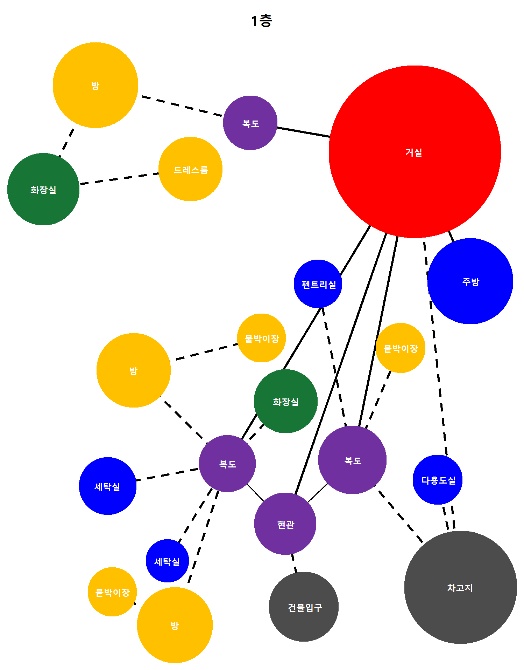 1층
방
복도
거실
드레스룸
화장실
펜트리실
주방
붙박이장
붙박이장
방
화장실
복도
복도
세탁실
다용도실
현관
세탁실
차고지
붙박이장
건물입구
방